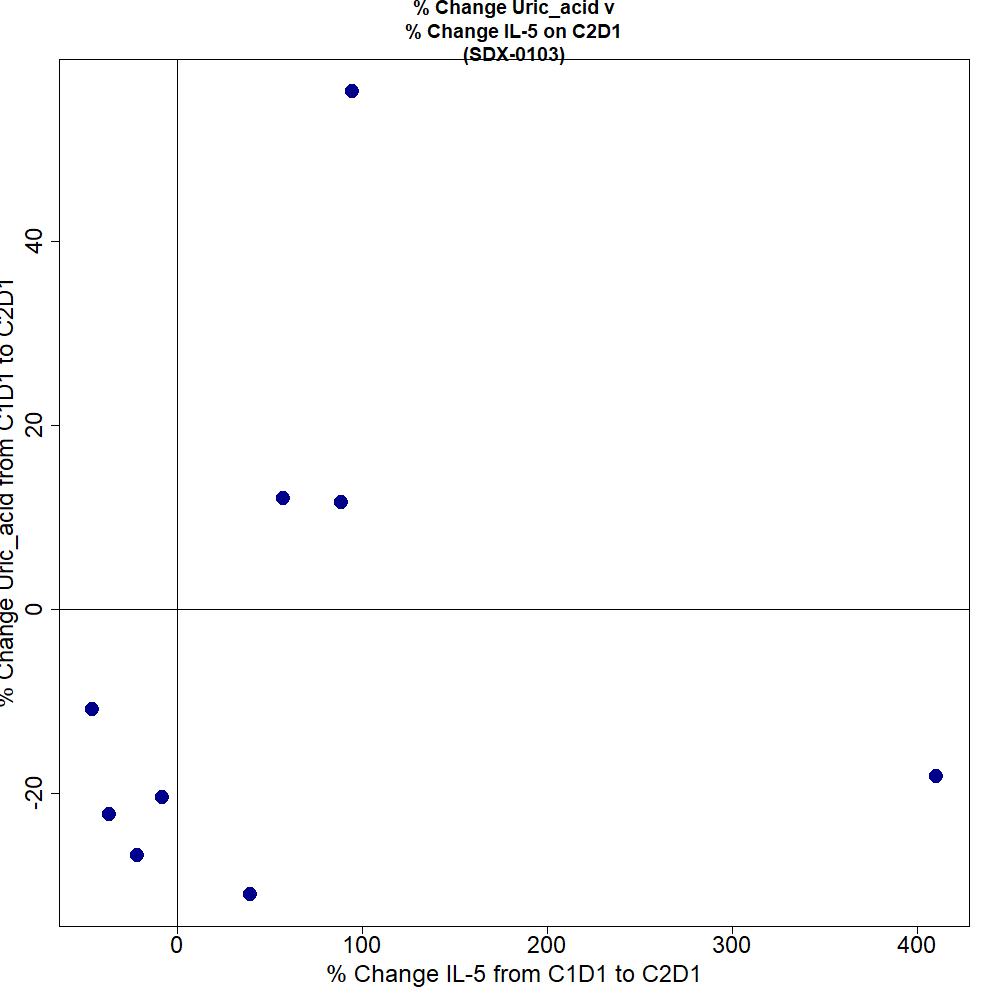 % Change Uric_acid v
% Change IL-5 on C2D1
(SDX-0103)
% Change Uric_acid from C1D1 to C2D1
40
20
0
-20
0
100
200
300
400
% Change IL-5 from C1D1 to C2D1